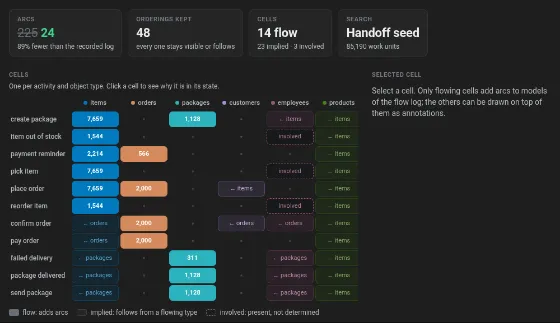 ARCS
225 24
89% fewer than the recorded log
ORDERINGS KEPT
48
every one stays visible or follows
CELLS
14 flow
23 implied · 3 involved
SEARCH
Handoff seed
85,190 work units
CELLS
One per activity and object type. Click a cell to see why it is in its state.
SELECTED CELL
Select a cell. Only flowing cells add arcs to models
of the flow log; the others can be drawn on top of
them as annotations.
items orders packages customers employees products
create package 7,659 - 1,128 - ← items ← items
item out of stock 1,544 - - - involved ← items
payment reminder 2,214 566 - - - ← items
pick item 7,659 - - - involved ← items
place order 7,659 2,000 - ← items - ← items
reorder item 1,544 - - - involved ← items
confirm order ← orders 2,000 - ← orders ← orders ← items
pay order ← orders 2,000 - - - ← items
failed delivery ← packages - 311 - ← packages ← items
package delivered ← packages - 1,128 - ← packages ← items
send package ← packages - 1,128 - ← packages ← items
flow: adds arcs implied: follows from a flowing type involved: present, not determined